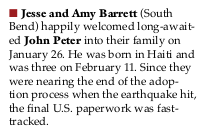 ■ Jesse and Amy Barrett (South
Bend) happily welcomed long-await-
ed John Peter into their family on
January 26. He was born in Haiti and
was three on February 11. Since they
were nearing the end of the adop-
tion process when the earthquake hit,
the final U.S. paperwork was fast-
tracked.